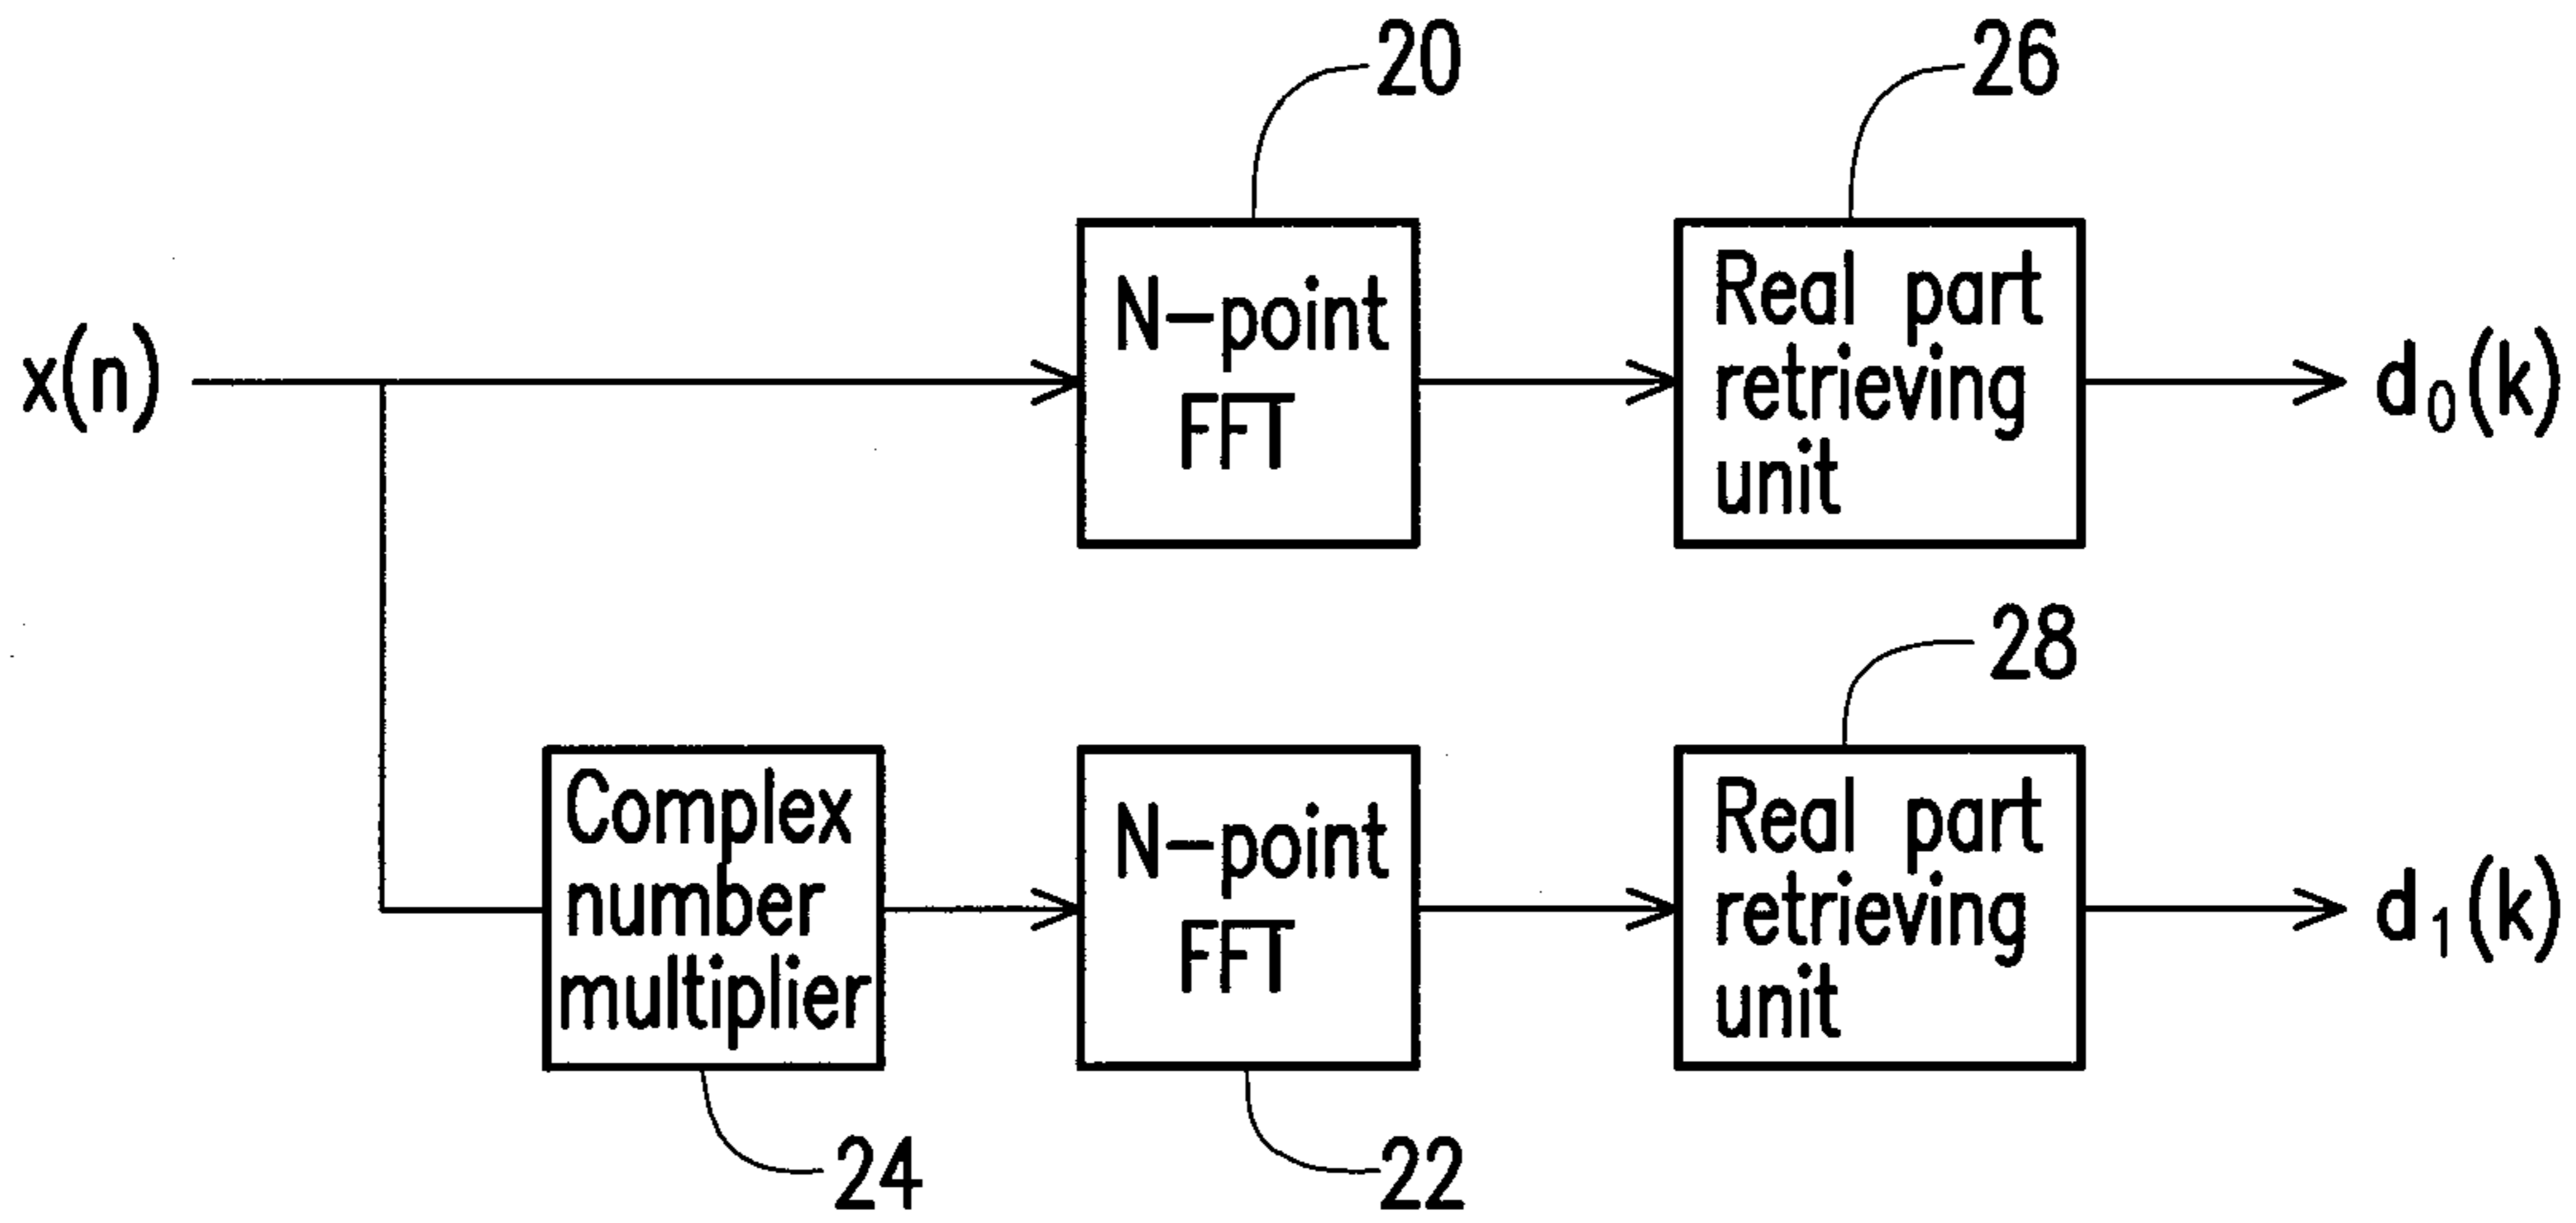 20
26
x(n)
N-point
FFT
Real part
retrieving
unit
d₀(k)
28
Complex
number
multiplier
N-point
FFT
Real part
retrieving
unit
d₁(k)
24
22